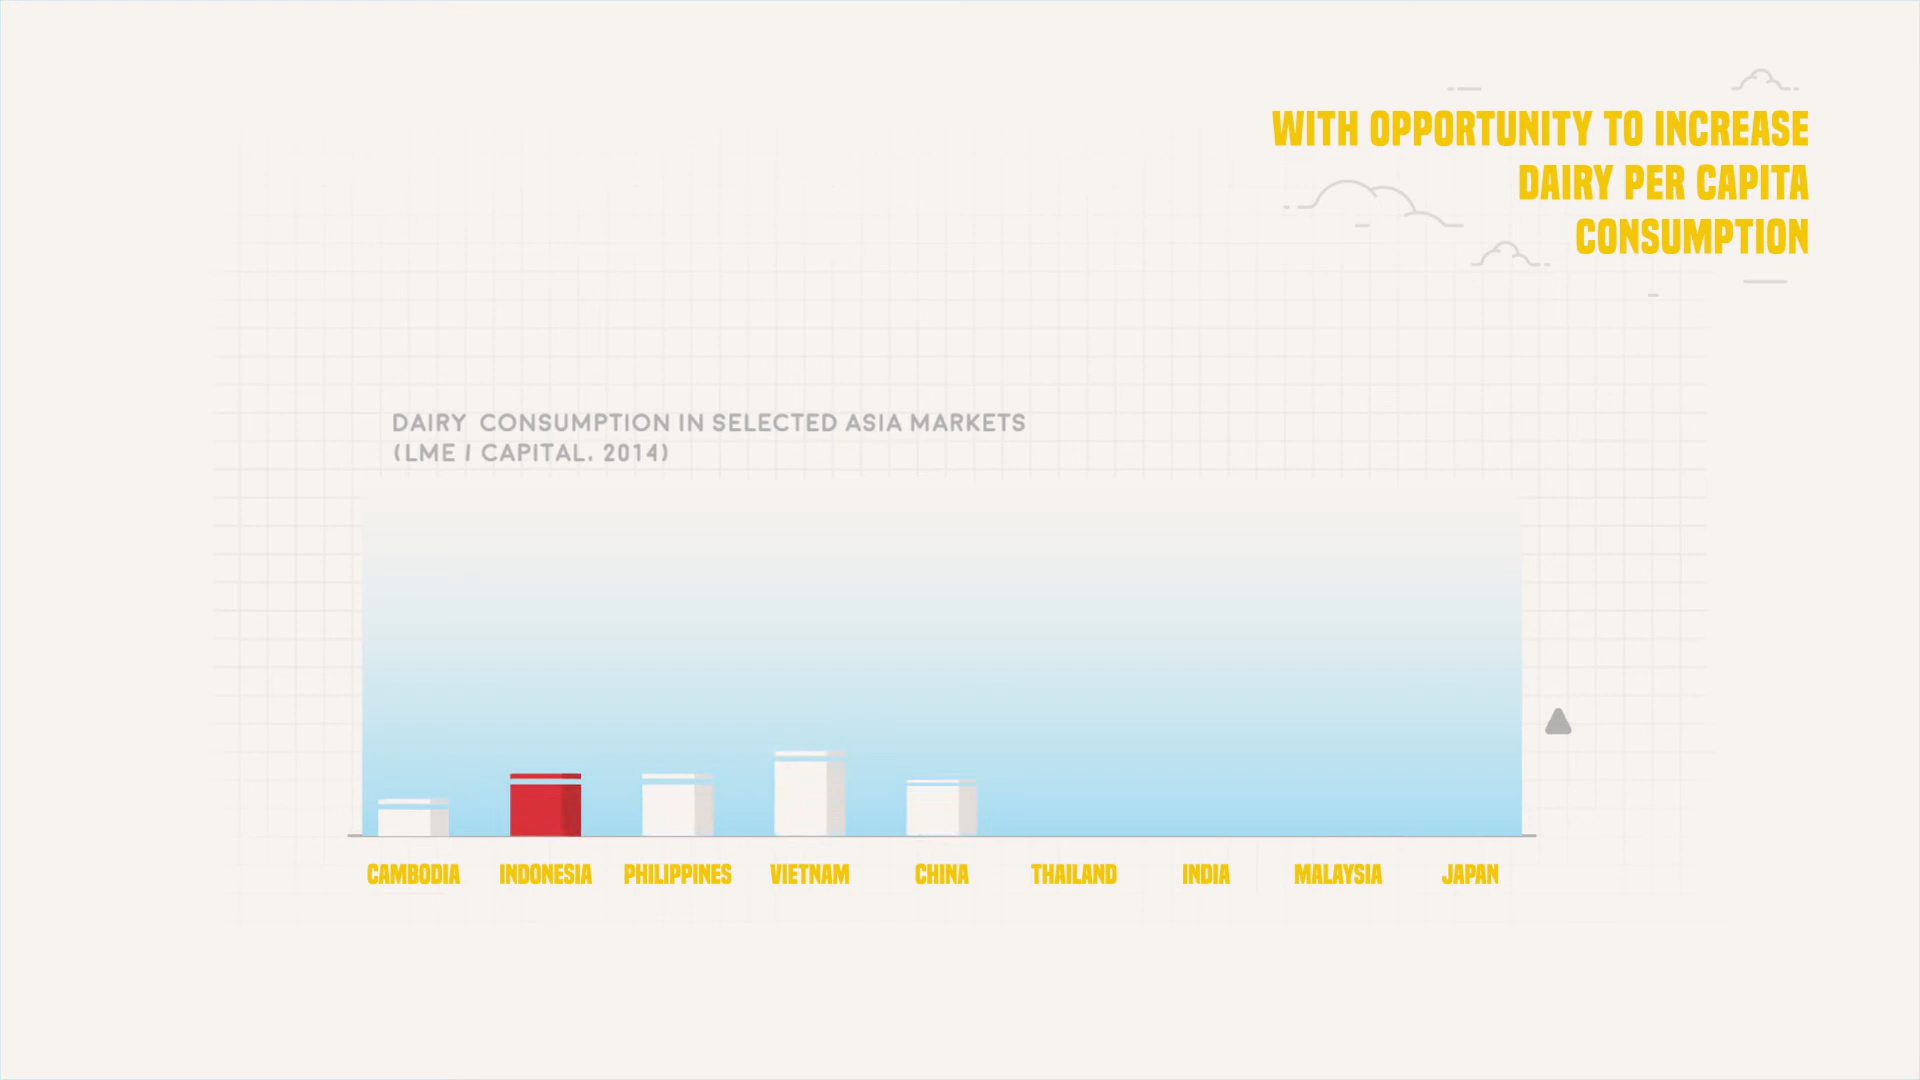 WITH OPPORTUNITY TO INCREASE
DAIRY PER CAPITA
CONSUMPTION
DAIRY CONSUMPTION IN SELECTED ASIA MARKETS
(LME / CAPITAL. 2014)
CAMBODIA INDONESIA PHILIPPINES VIETNAM CHINA THAILAND INDIA MALAYSIA JAPAN